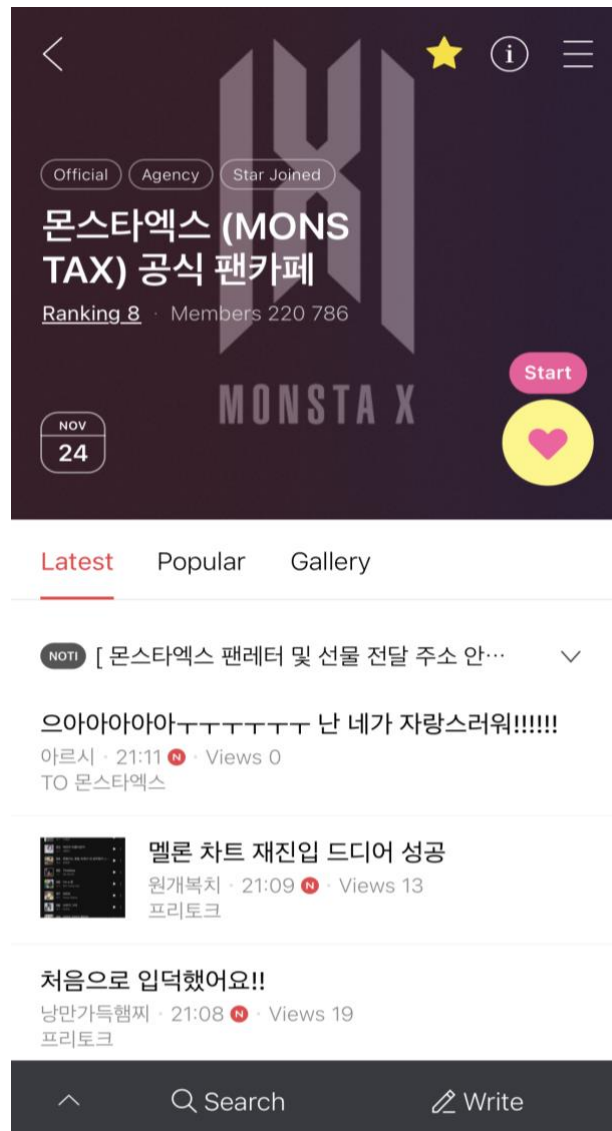 Official Agency Star Joined
몬스타엑스 (MONS
TAX) 공식 팬카페
Ranking 8 · Members 220 786
MONSTA X
Start
NOV
24
Latest Popular Gallery
NOTI [ 몬스타엑스 팬레터 및 선물 전달 주소 안…
으아아아아아ㅜㅜㅜㅜㅜㅜ 난 네가 자랑스러워!!!!!!
아르시 · 21:11 N · Views 0
TO 몬스타엑스
멜론 차트 재진입 드디어 성공
원개복치 · 21:09 N · Views 13
프리토크
처음으로 입덕했어요!!
낭만가득햄찌 · 21:08 N · Views 19
프리토크
Search Write